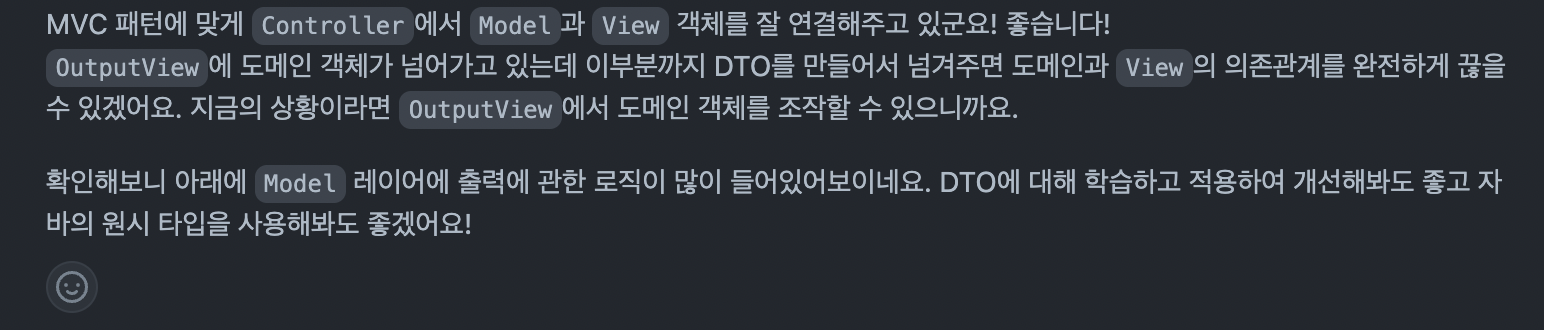 MVC 패턴에 맞게 Controller에서 Model과 View 객체를 잘 연결해주고 있군요! 좋습니다!
OutputView에 도메인 객체가 넘어가고 있는데 이부분까지 DTO를 만들어서 넘겨주면 도메인과 View의 의존관계를 완전하게 끊을
수 있겠어요. 지금의 상황이라면 OutputView에서 도메인 객체를 조작할 수 있으니까요.
확인해보니 아래에 Model 레이어에 출력에 관한 로직이 많이 들어있어보이네요. DTO에 대해 학습하고 적용하여 개선해봐도 좋고 자
바의 원시 타입을 사용해봐도 좋겠어요!